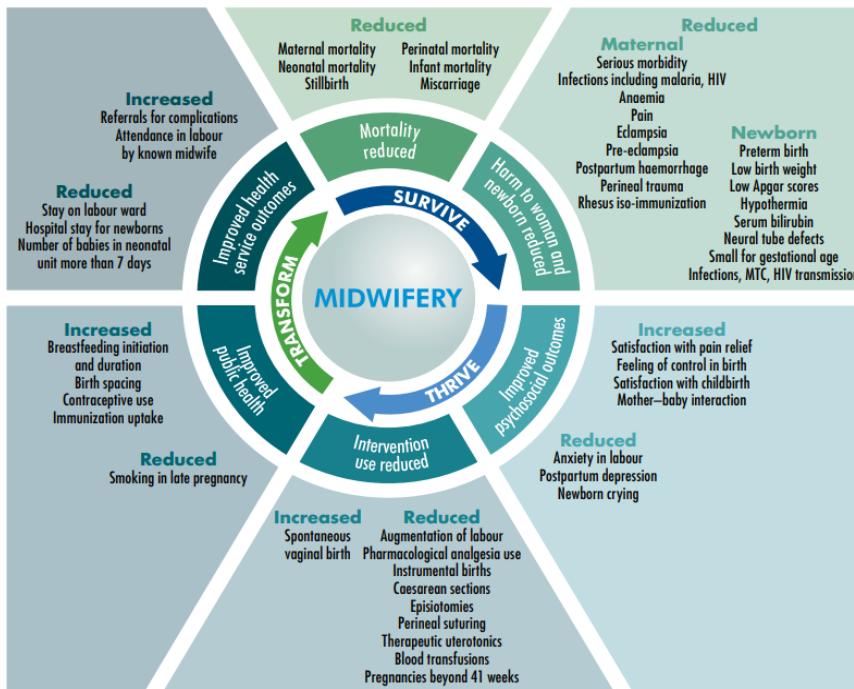 Reduced
Maternal mortality
Neonatal mortality
Stillbirth
Perinatal mortality
Infant mortality
Miscarriage
Reduced
Maternal
Serious morbidity
Infections including malaria, HIV
Anaemia
Pain
Eclampsia
Pre-eclampsia
Postpartum haemorrhage
Perineal trauma
Rhesus iso-immunization
Newborn
Preterm birth
Low birth weight
Low Apgar scores
Hypothermia
Serum bilirubin
Neural tube defects
Small for gestational age
Infections, MTC, HIV transmission
Increased
Referrals for complications
Attendance in labour
by known midwife
Reduced
Stay on labour ward
Hospital stay for newborns
Number of babies in neonatal
unit more than 7 days
Mortality
reduced
Harm to woman and
newborn reduced
Improved health
service outcomes
SURVIVE
TRANSFORM
MIDWIFERY
THRIVE
Improved
public health
Improved
psychosocial outcomes
Intervention
use reduced
Increased
Breastfeeding initiation
and duration
Birth spacing
Contraceptive use
Immunization uptake
Reduced
Smoking in late pregnancy
Increased
Satisfaction with pain relief
Feeling of control in birth
Satisfaction with childbirth
Mother–baby interaction
Reduced
Anxiety in labour
Postpartum depression
Newborn crying
Increased
Spontaneous
vaginal birth
Reduced
Augmentation of labour
Pharmacological analgesia use
Instrumental births
Caesarean sections
Episiotomies
Perineal suturing
Therapeutic uterotonics
Blood transfusions
Pregnancies beyond 41 weeks